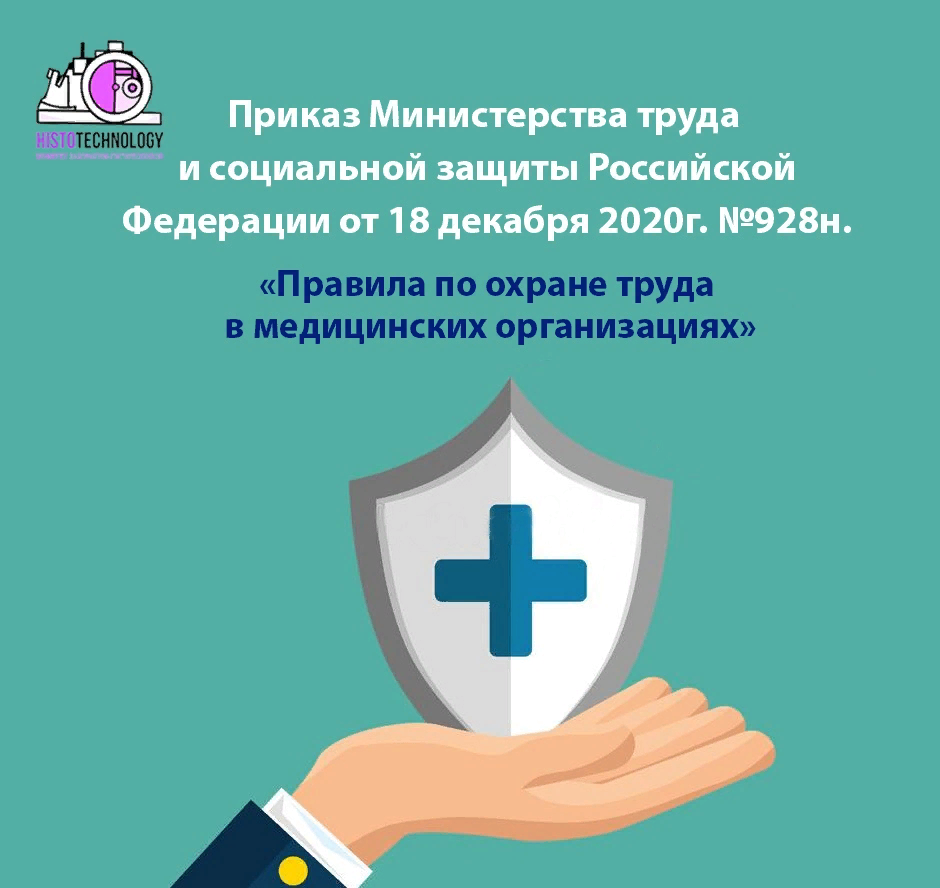 HISTOTECHNOLOGY
Приказ Министерства труда
и социальной защиты Российской
Федерации от 18 декабря 2020г. №928н.
«Правила по охране труда
в медицинских организациях»